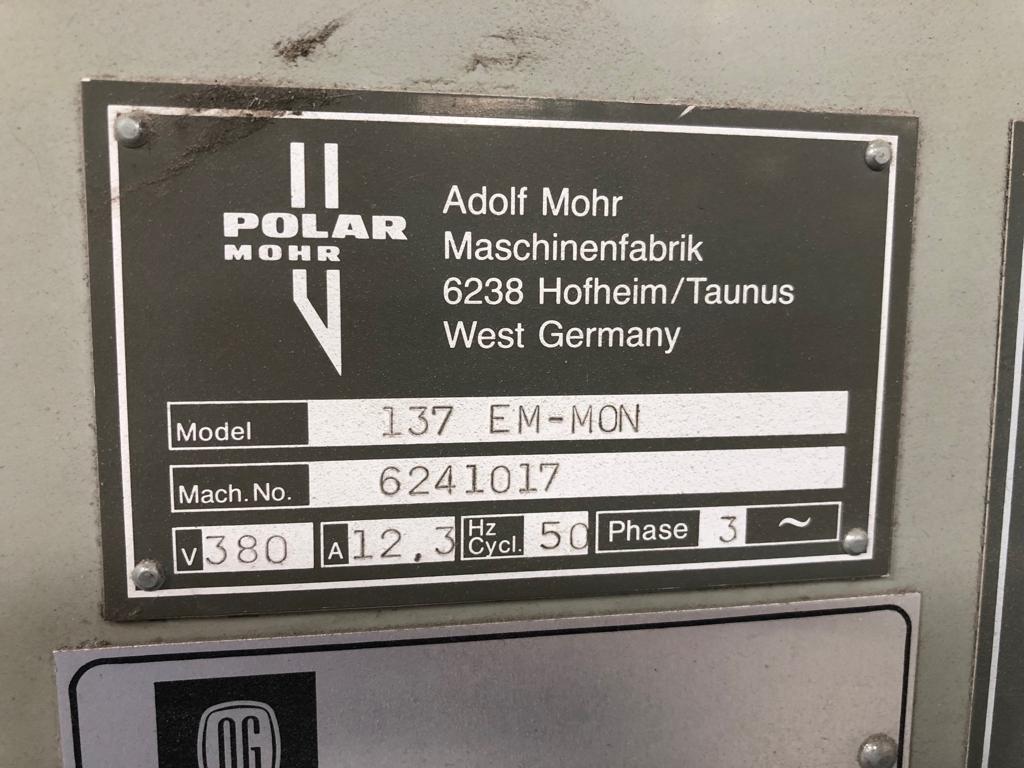 POLAR
MOHR
Adolf Mohr
Maschinenfabrik
6238 Hofheim/Taunus
West Germany
Model 137 EM-MON
Mach.No. 6241017
V 380 A 12,3 Hz Cycl. 50 Phase 3 ~
OG